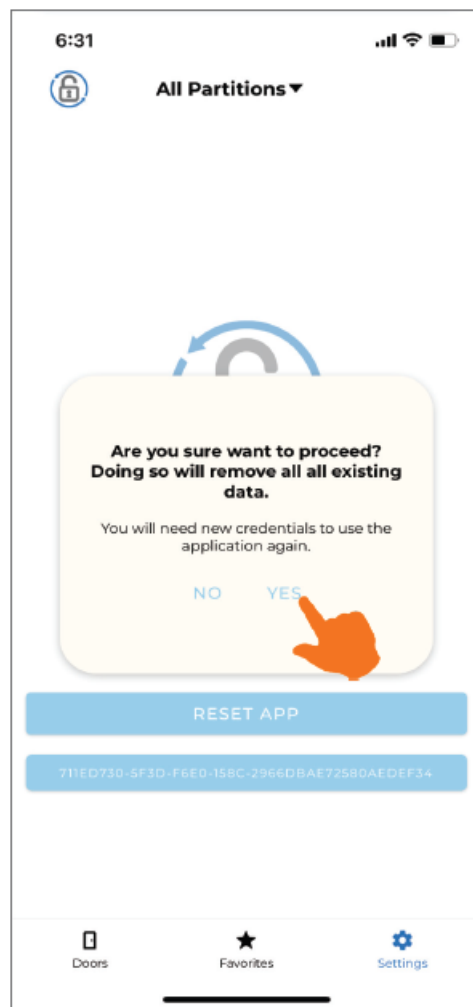 6:31
All Partitions▼
Are you sure want to proceed?
Doing so will remove all all existing
data.
You will need new credentials to use the
application again.
NO YES
RESET APP
711ED730-5F3D-F6E0-158C-2966DBAE72580AEDEF34
Doors Favorites Settings